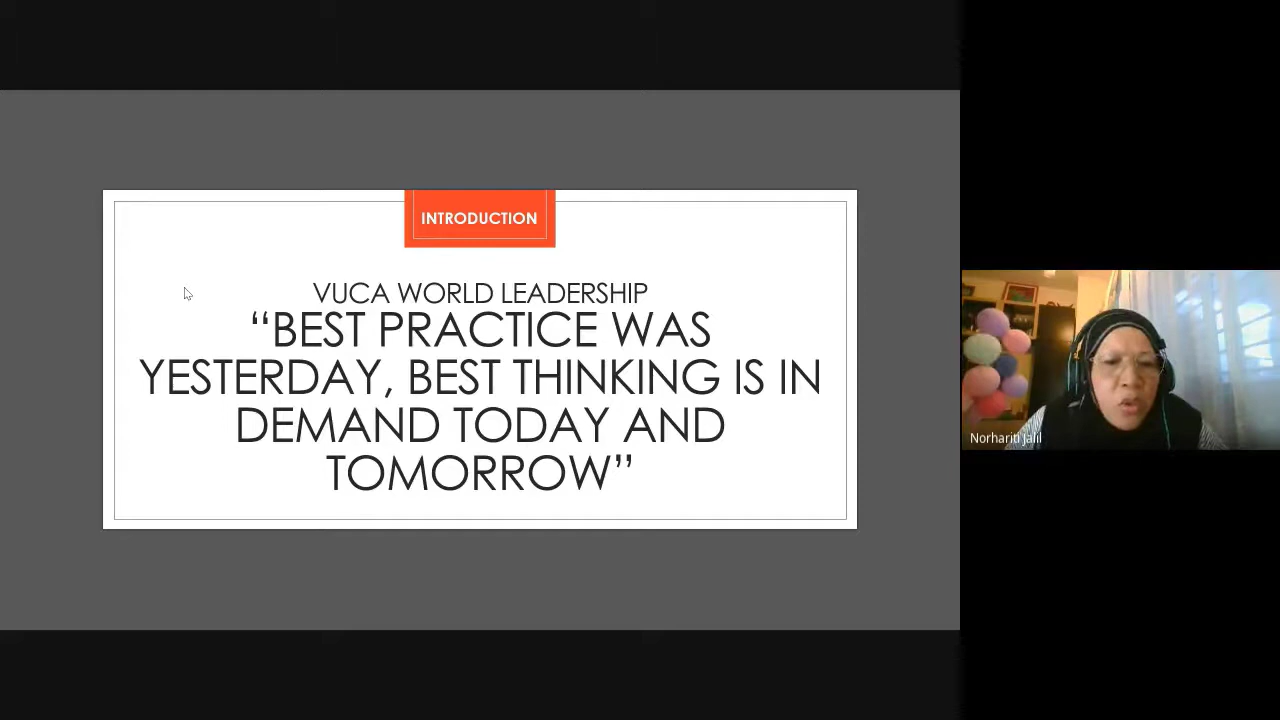 INTRODUCTION
VUCA WORLD LEADERSHIP
“BEST PRACTICE WAS
YESTERDAY, BEST THINKING IS IN
DEMAND TODAY AND
TOMORROW”
Norhariti Jalil